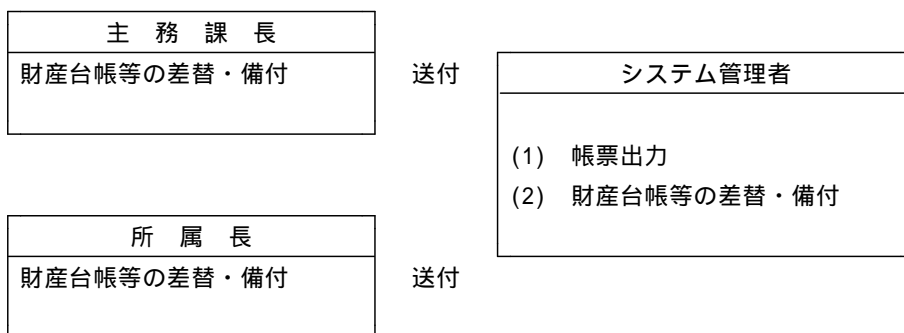 主　務　課　長
財産台帳等の差替・備付
送付
システム管理者
(1)　帳票出力
(2)　財産台帳等の差替・備付
所　属　長
財産台帳等の差替・備付
送付